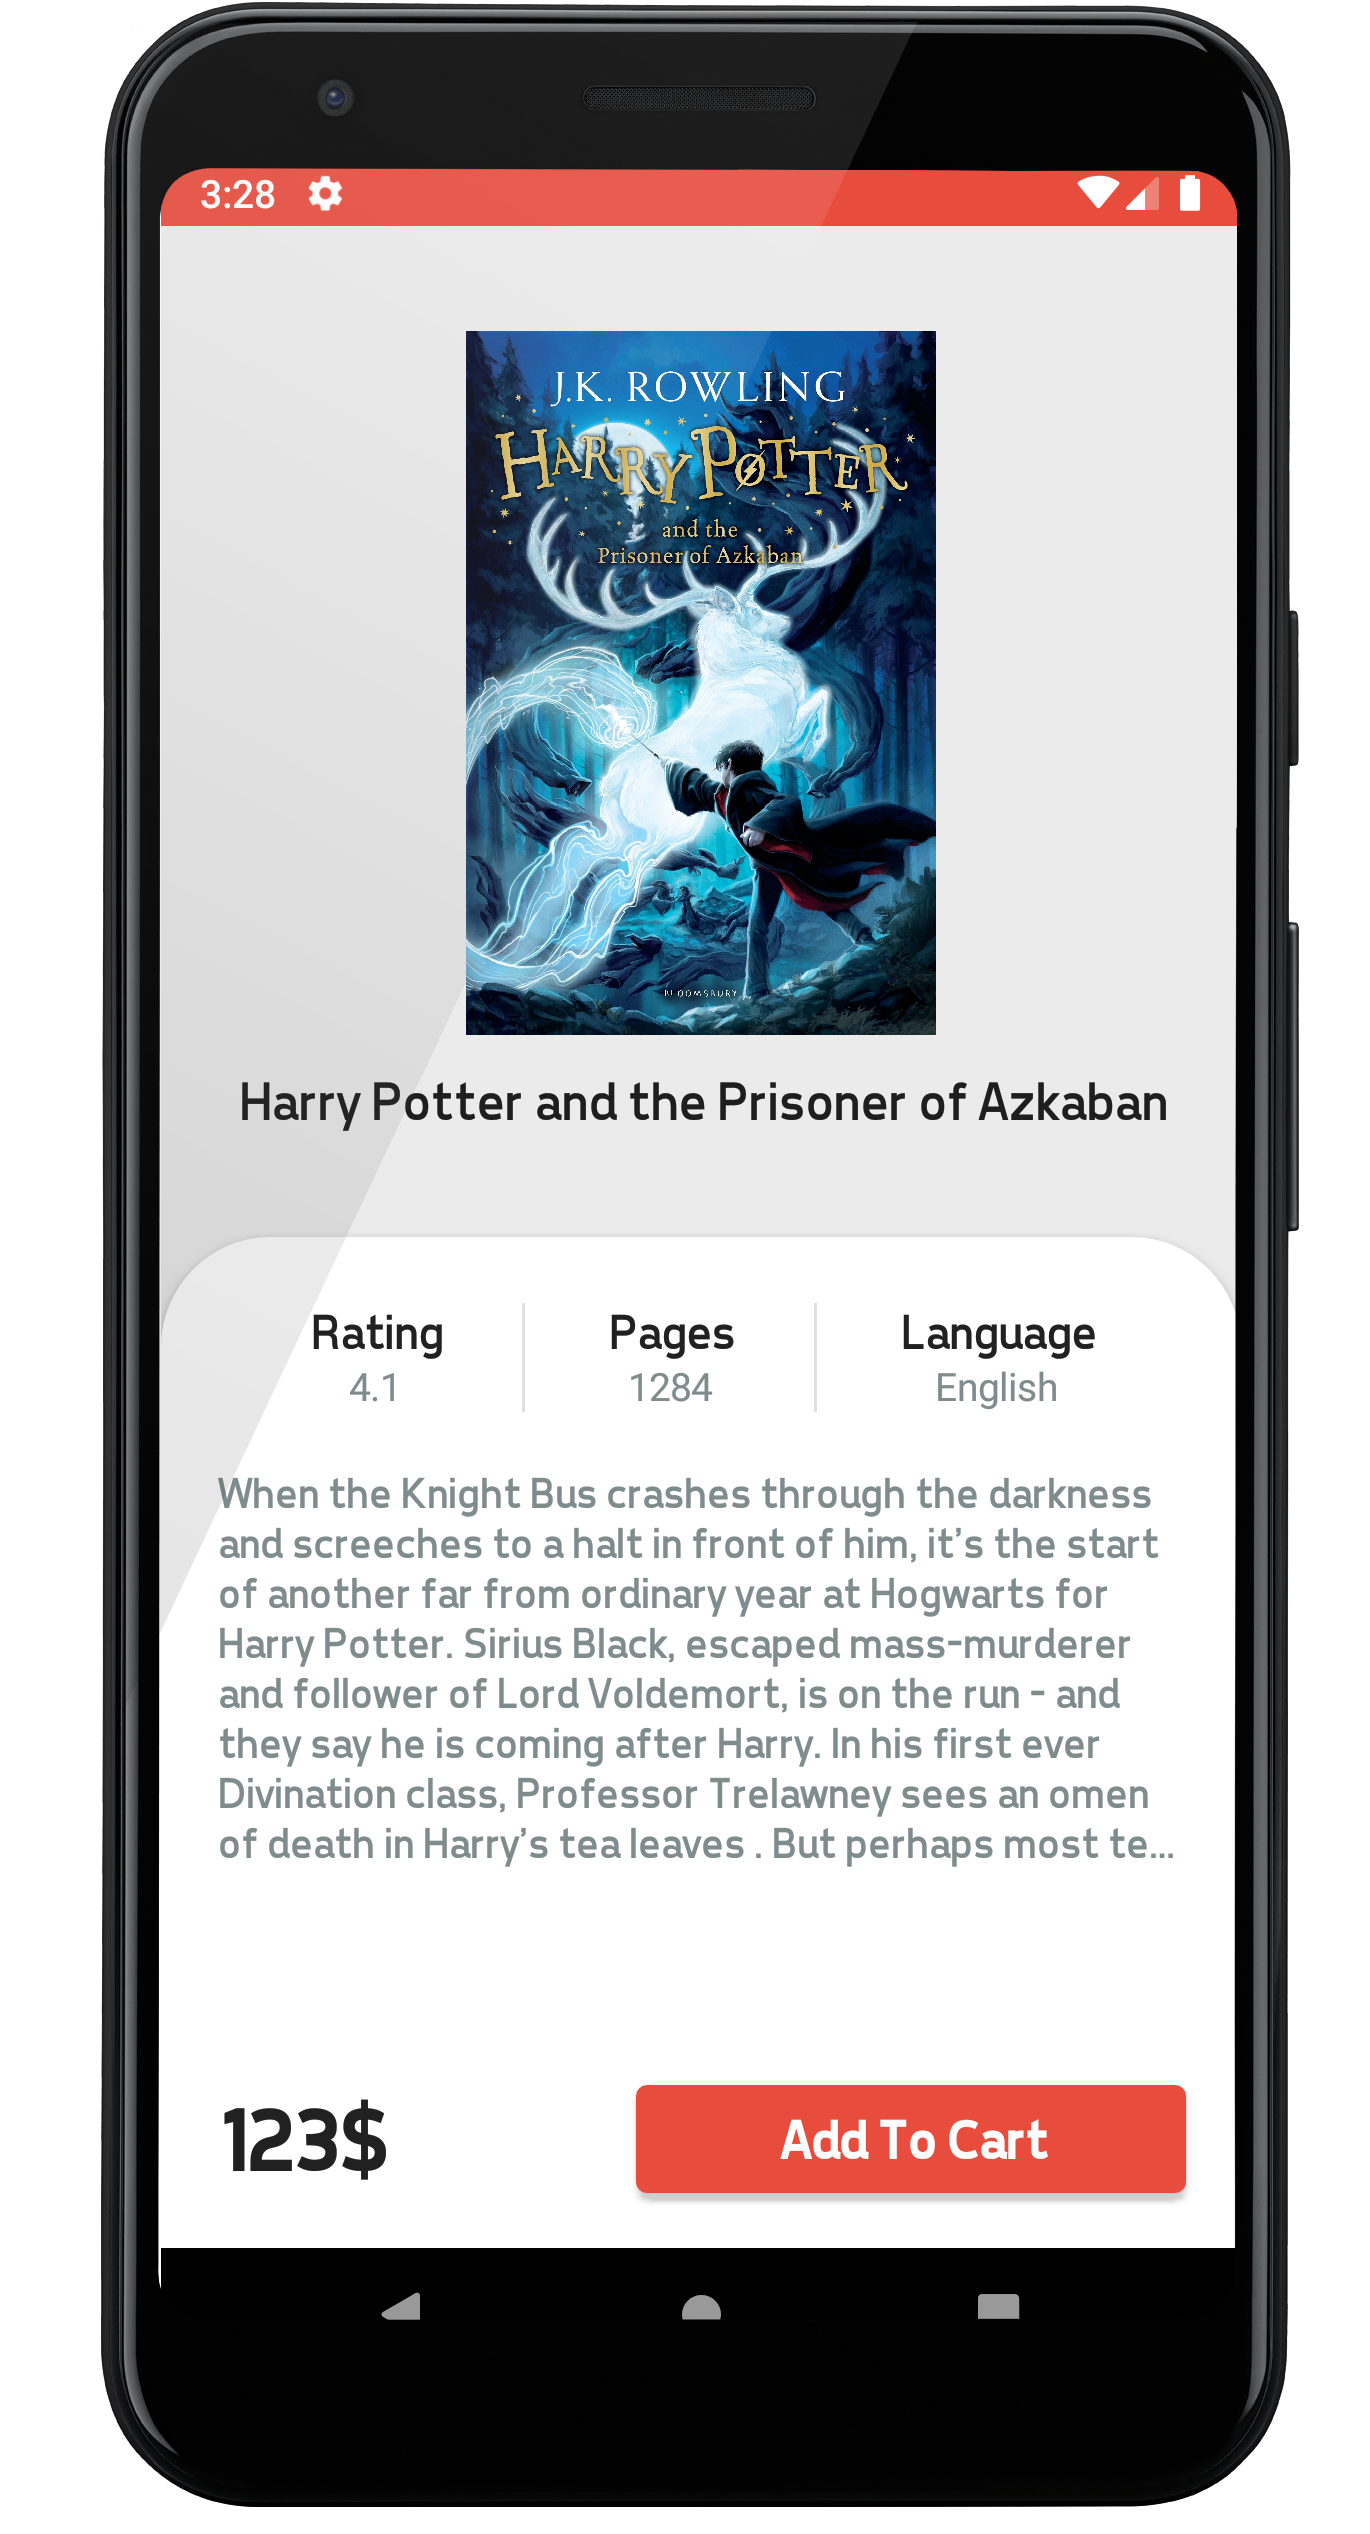 3:28
J.K. ROWLING
HARRY POTTER
and the
Prisoner of Azkaban
BLOOMSBURY
Harry Potter and the Prisoner of Azkaban
Rating Pages Language
4.1 1284 English
When the Knight Bus crashes through the darkness
and screeches to a halt in front of him, it’s the start
of another far from ordinary year at Hogwarts for
Harry Potter. Sirius Black, escaped mass-murderer
and follower of Lord Voldemort, is on the run - and
they say he is coming after Harry. In his first ever
Divination class, Professor Trelawney sees an omen
of death in Harry’s tea leaves . But perhaps most te...
123$ Add To Cart